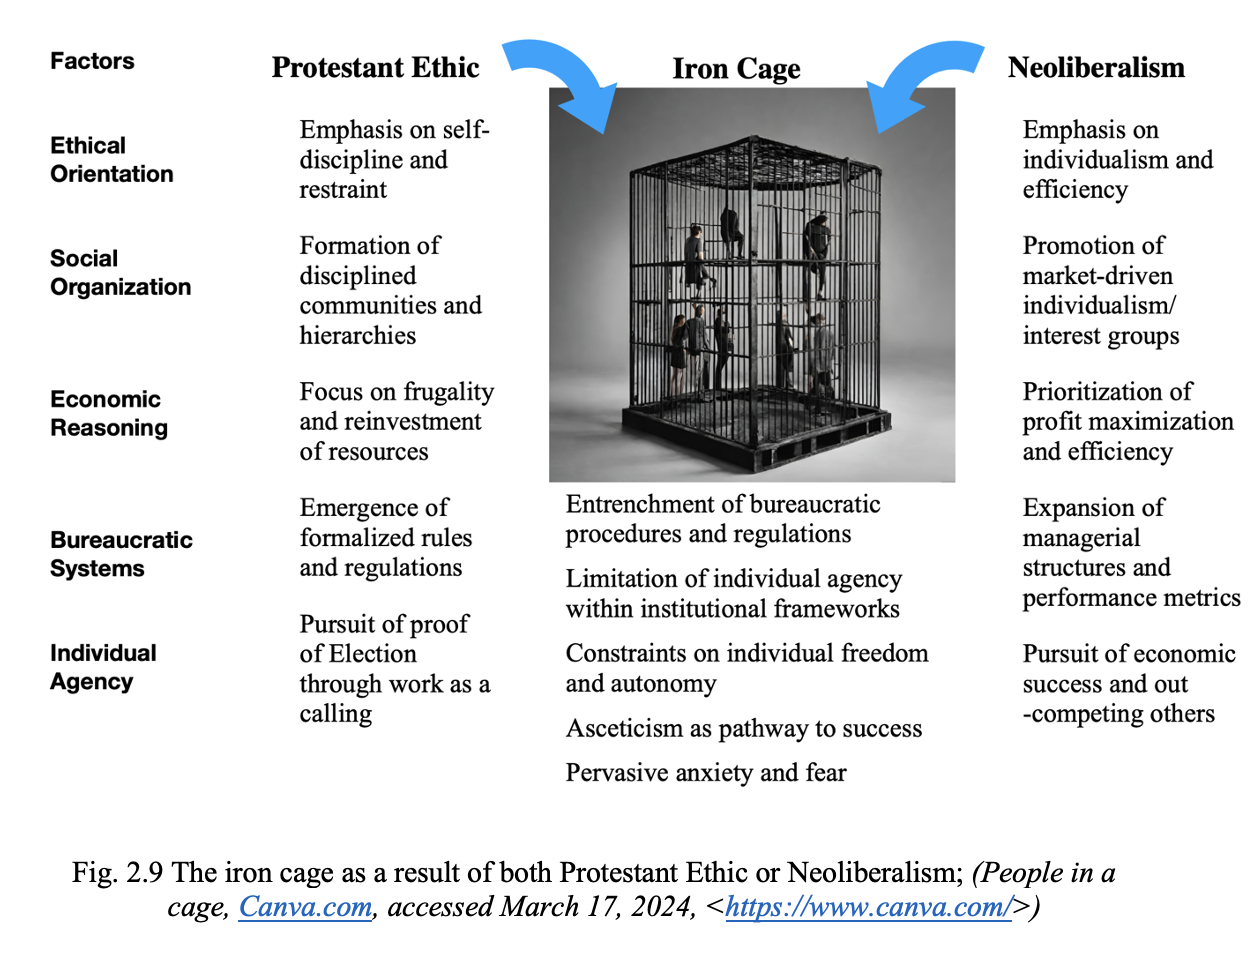 Factors
Protestant Ethic
Iron Cage
Neoliberalism
Ethical
Orientation
Emphasis on self-
discipline and
restraint
Emphasis on
individualism and
efficiency
Social
Organization
Formation of
disciplined
communities and
hierarchies
Promotion of
market-driven
individualism/
interest groups
Economic
Reasoning
Focus on frugality
and reinvestment
of resources
Prioritization of
profit maximization
and efficiency
Bureaucratic
Systems
Emergence of
formalized rules
and regulations
Expansion of
managerial
structures and
performance metrics
Individual
Agency
Pursuit of proof
of Election
through work as a
calling
Pursuit of economic
success and out
-competing others
Entrenchment of bureaucratic
procedures and regulations
Limitation of individual agency
within institutional frameworks
Constraints on individual freedom
and autonomy
Asceticism as pathway to success
Pervasive anxiety and fear
Fig. 2.9 The iron cage as a result of both Protestant Ethic or Neoliberalism; (People in a
cage, Canva.com, accessed March 17, 2024, <https://www.canva.com/>)